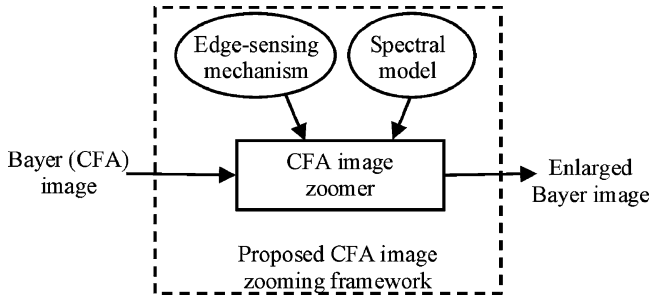 Edge-sensing
mechanism
Spectral
model
Bayer (CFA)
image
CFA image
zoomer
Enlarged
Bayer image
Proposed CFA image
zooming framework